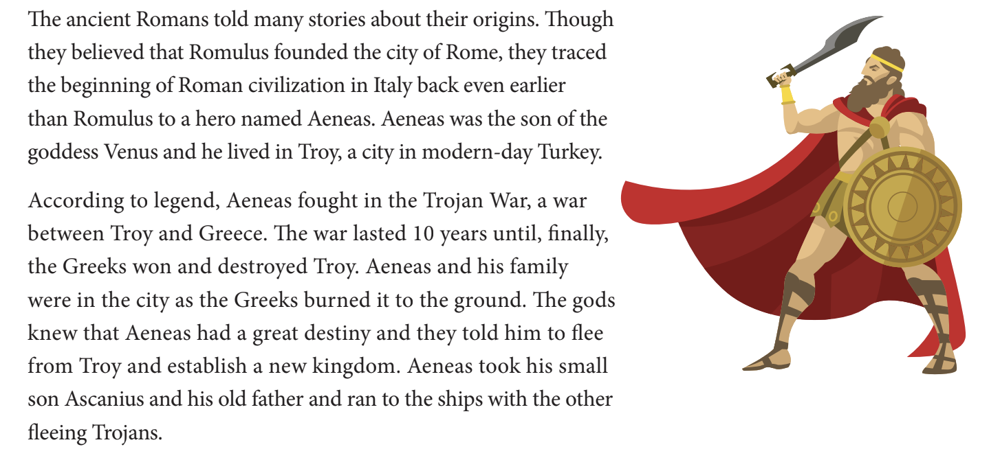 The ancient Romans told many stories about their origins. Though
they believed that Romulus founded the city of Rome, they traced
the beginning of Roman civilization in Italy back even earlier
than Romulus to a hero named Aeneas. Aeneas was the son of the
goddess Venus and he lived in Troy, a city in modern-day Turkey.
According to legend, Aeneas fought in the Trojan War, a war
between Troy and Greece. The war lasted 10 years until, finally,
the Greeks won and destroyed Troy. Aeneas and his family
were in the city as the Greeks burned it to the ground. The gods
knew that Aeneas had a great destiny and they told him to flee
from Troy and establish a new kingdom. Aeneas took his small
son Ascanius and his old father and ran to the ships with the other
fleeing Trojans.